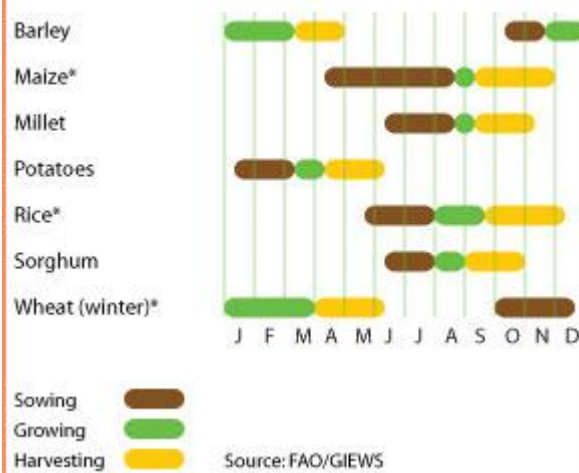 Barley
Maize*
Millet
Potatoes
Rice*
Sorghum
Wheat (winter)*
J F M A M J J A S O N D
Sowing
Growing
Harvesting
Source: FAO/GIEWS